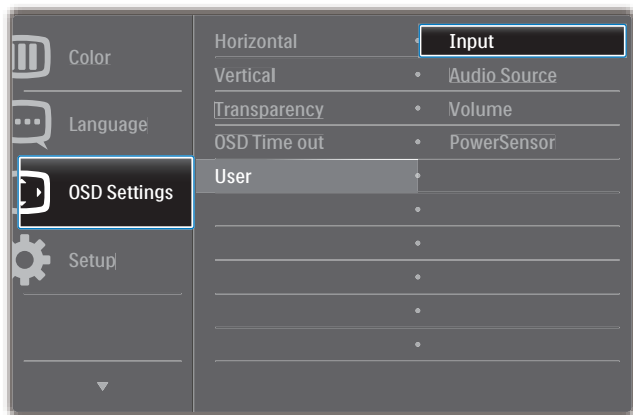 Color
Language
OSD Settings
Setup
Horizontal
Vertical
Transparency
OSD Time out
User
Input
Audio Source
Volume
PowerSensor